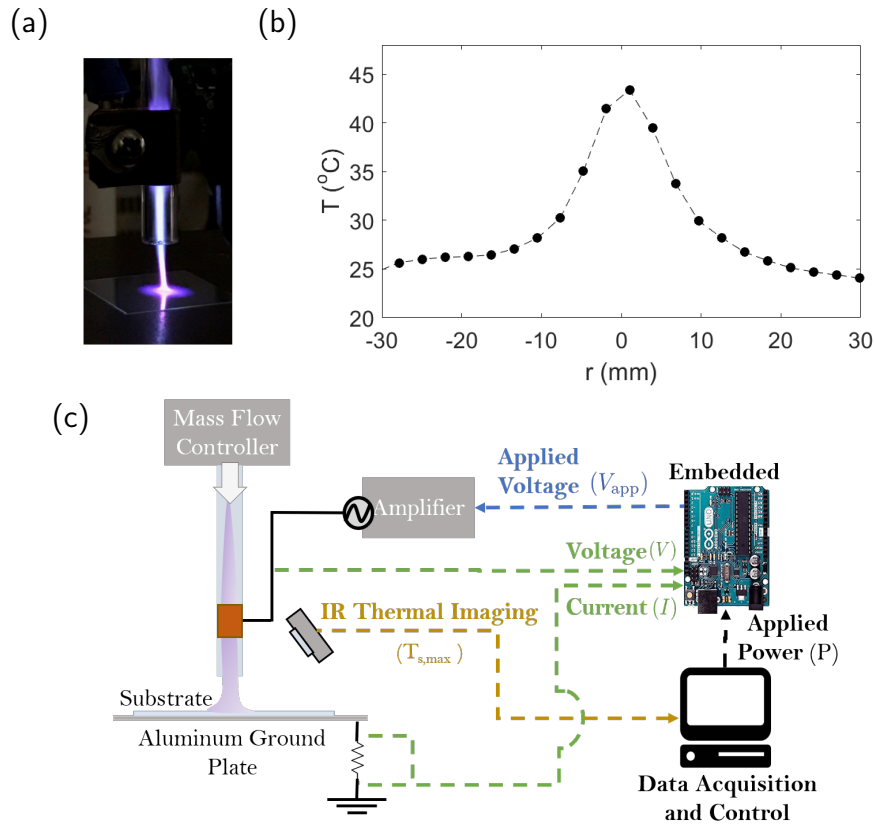 (a)
(b)
45
40
35
30
25
20
T (°C)
-30 -20 -10 0 10 20 30
r (mm)
(c)
Mass Flow
Controller
Applied
Voltage (V_app)
Embedded
Amplifier
Voltage (V)
Current (I)
IR Thermal Imaging
(T_s,max )
Applied
Power (P)
Substrate
Aluminum Ground
Plate
Data Acquisition
and Control